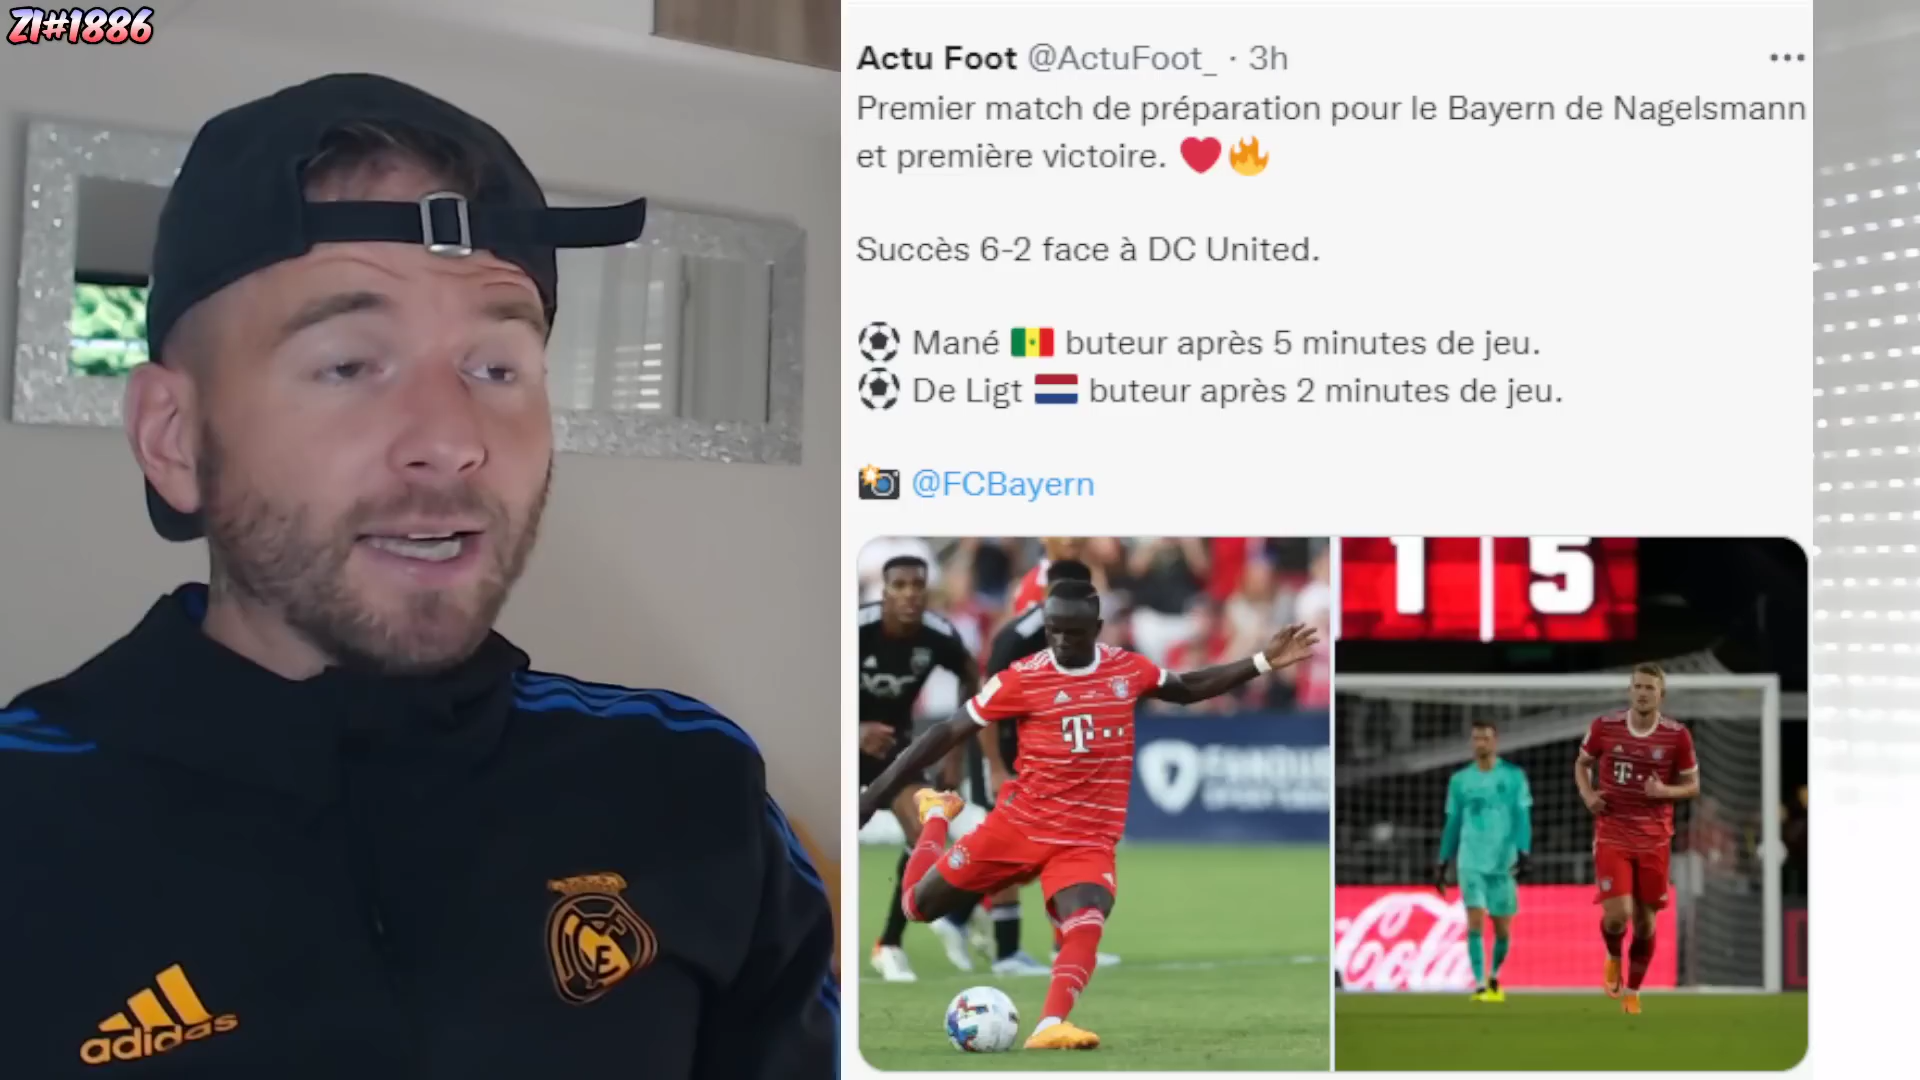 ZI#1886
Actu Foot @ActuFoot_ · 3h
Premier match de préparation pour le Bayern de Nagelsmann
et première victoire. ❤️🔥
Succès 6-2 face à DC United.
⚽ Mané 🇸🇳 buteur après 5 minutes de jeu.
⚽ De Ligt 🇳🇱 buteur après 2 minutes de jeu.
📸 @FCBayern
1 5
T
T
Cola
adidas